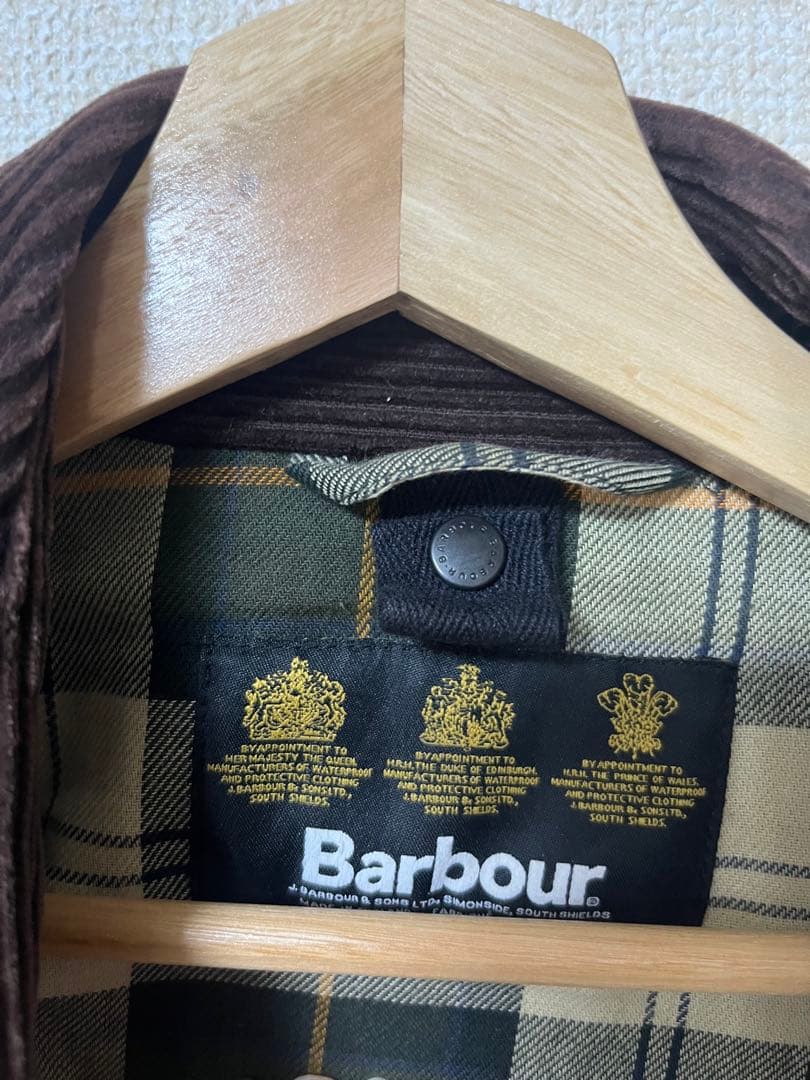 BARBOUR BARBOUR
BY APPOINTMENT TO
HER MAJESTY THE QUEEN
MANUFACTURERS OF WATERPROOF
AND PROTECTIVE CLOTHING
J.BARBOUR & SONS LTD.,
SOUTH SHIELDS.
BY APPOINTMENT TO
H.R.H. THE DUKE OF EDINBURGH.
MANUFACTURERS OF WATERPROOF
AND PROTECTIVE CLOTHING
J.BARBOUR & SONS LTD.,
SOUTH SHIELDS.
BY APPOINTMENT TO
H.R.H. THE PRINCE OF WALES.
MANUFACTURERS OF WATERPROOF
AND PROTECTIVE CLOTHING
J.BARBOUR & SONS LTD.,
SOUTH SHIELDS.
Barbour®
J. BARBOUR & SONS LTD. SIMONSIDE, SOUTH SHIELDS
MADE